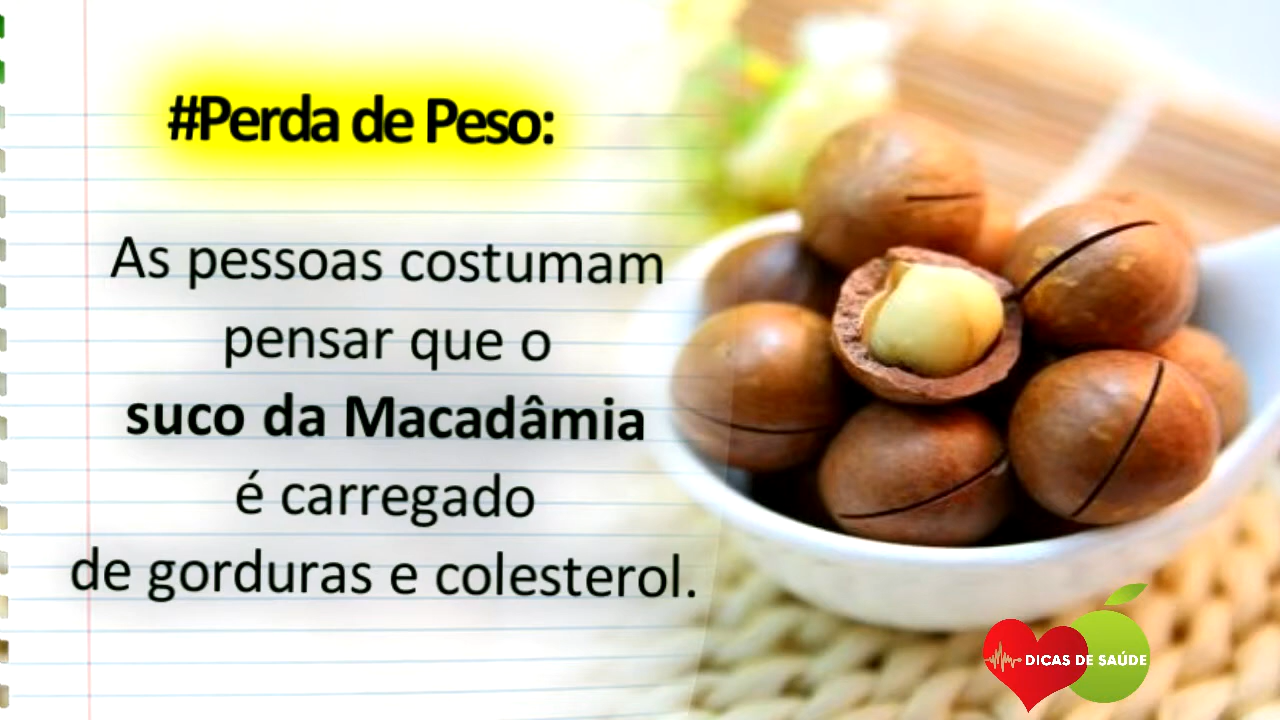 #Perda de Peso:
As pessoas costumam
pensar que o
suco da Macadâmia
é carregado
de gorduras e colesterol.
DICAS DE SAÚDE